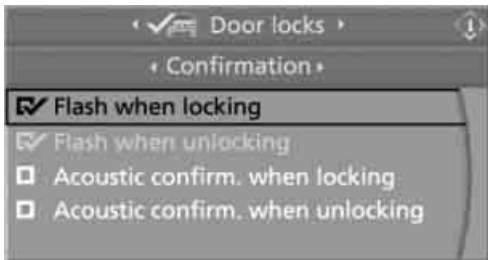 Door locks
Confirmation
Flash when locking
Flash when unlocking
Acoustic confirm. when locking
Acoustic confirm. when unlocking